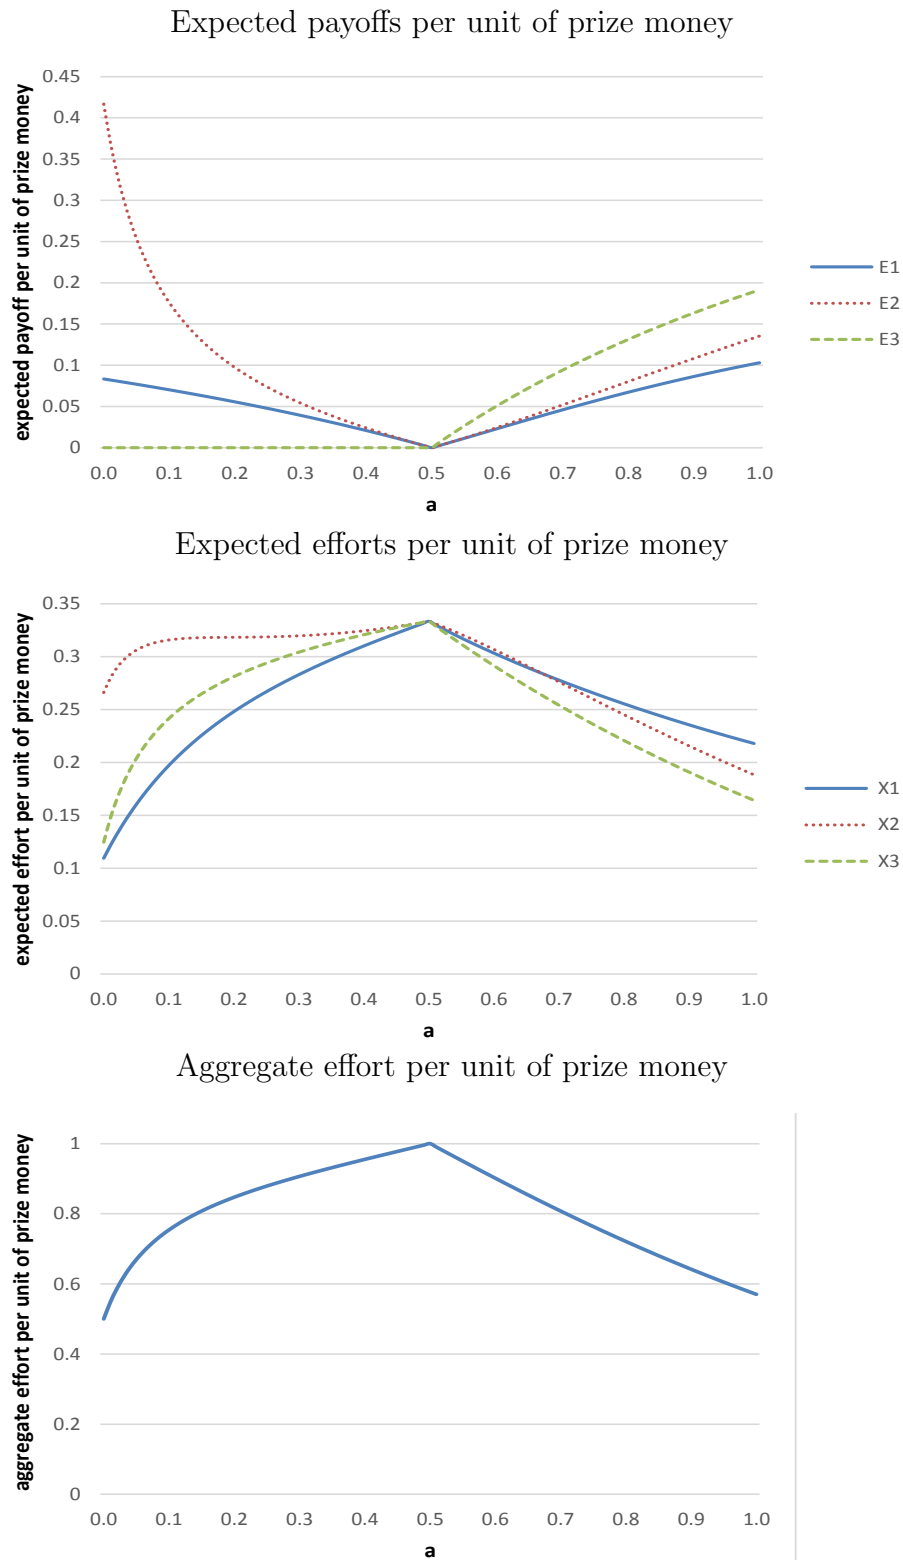 Expected payoffs per unit of prize money
expected payoff per unit of prize money
0.45
0.4
0.35
0.3
0.25
0.2
0.15
0.1
0.05
0
0.0 0.1 0.2 0.3 0.4 0.5 0.6 0.7 0.8 0.9 1.0
a
E1
E2
E3
Expected efforts per unit of prize money
expected effort per unit of prize money
0.35
0.3
0.25
0.2
0.15
0.1
0.05
0
0.0 0.1 0.2 0.3 0.4 0.5 0.6 0.7 0.8 0.9 1.0
a
X1
X2
X3
Aggregate effort per unit of prize money
aggregate effort per unit of prize money
1
0.8
0.6
0.4
0.2
0
0.0 0.1 0.2 0.3 0.4 0.5 0.6 0.7 0.8 0.9 1.0
a